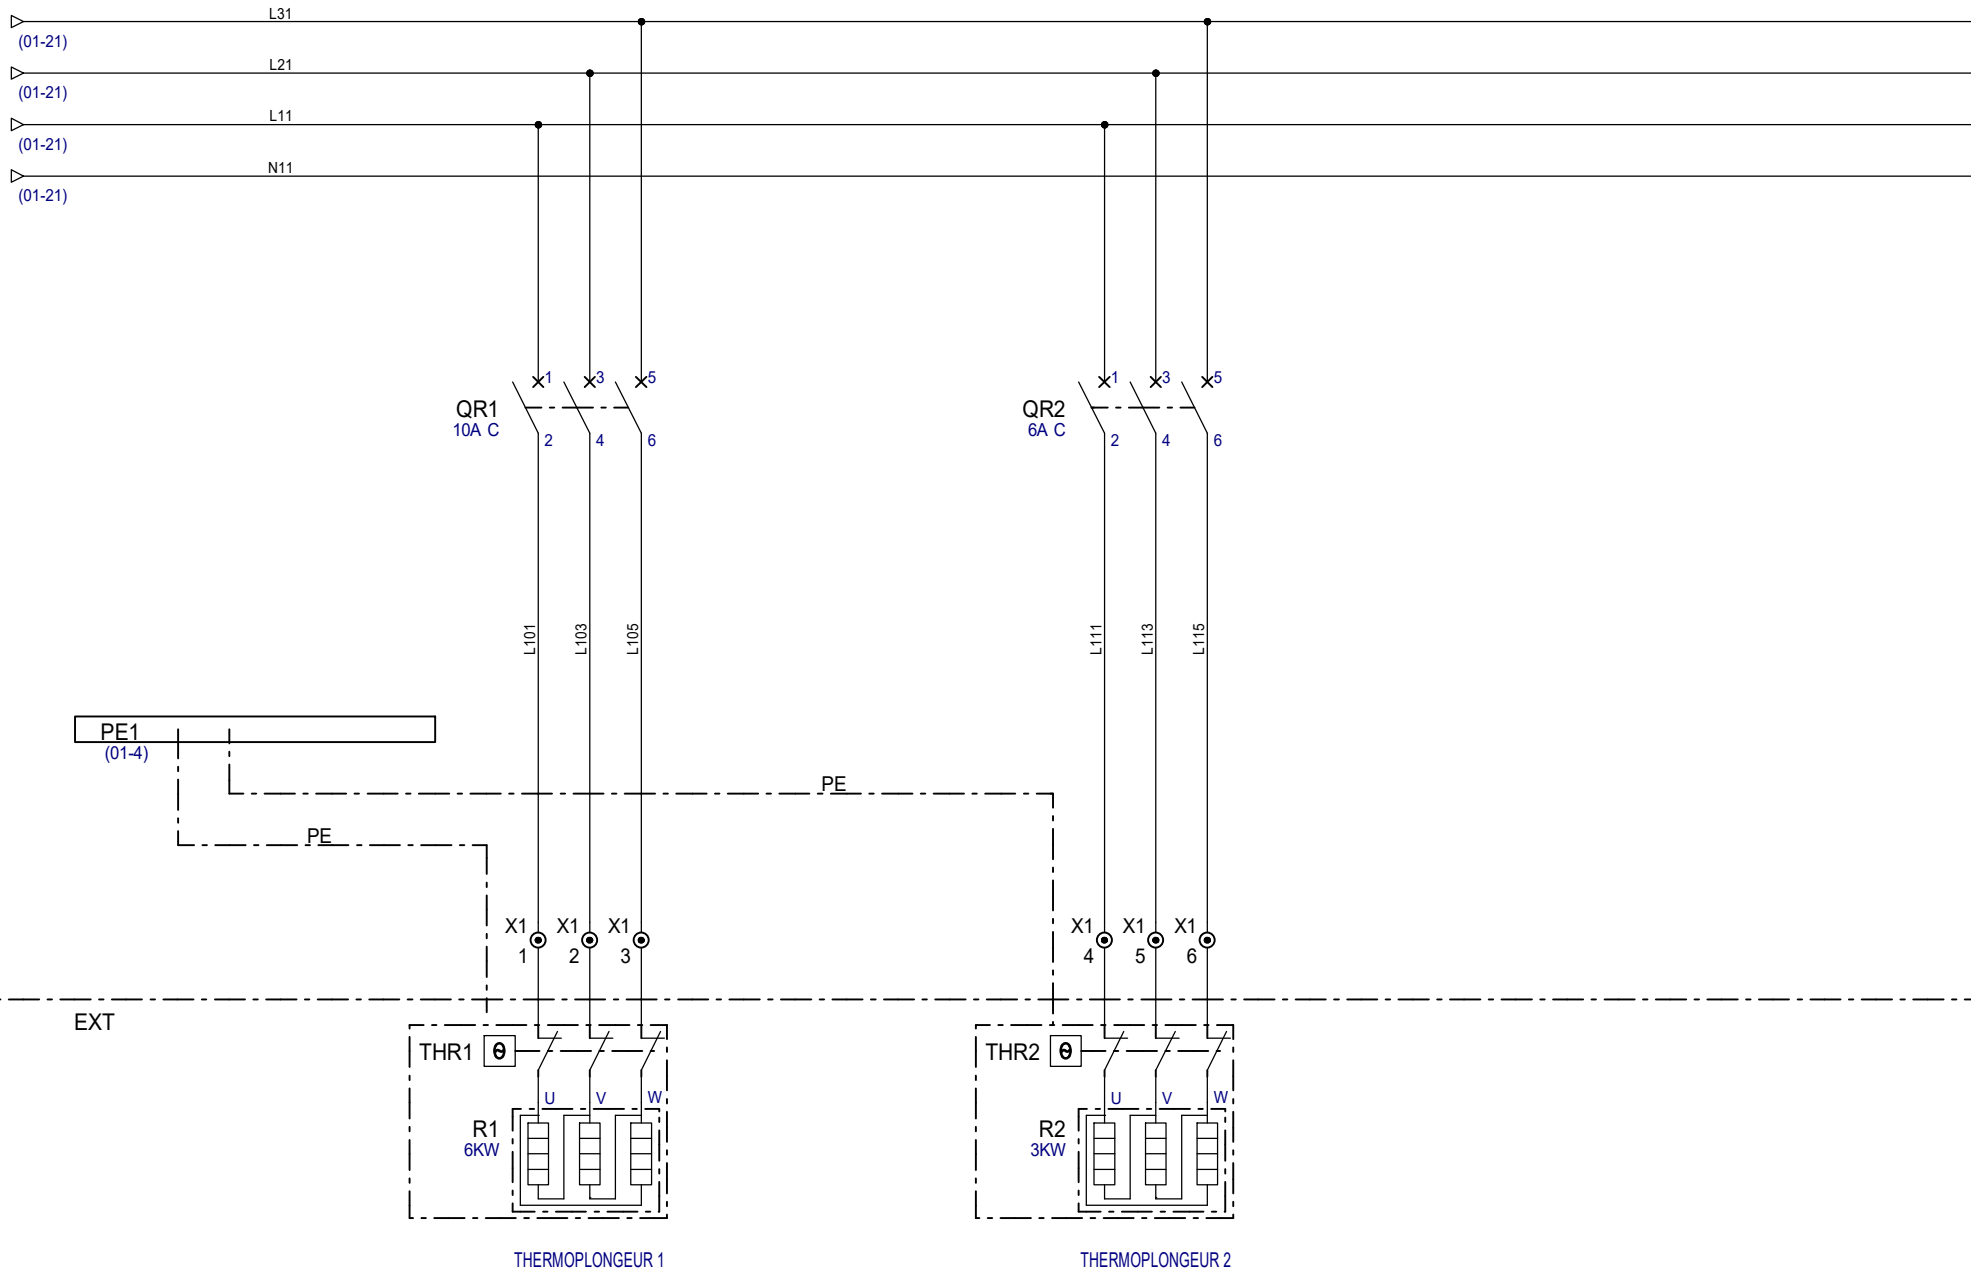 L31
(01-21)
L21
(01-21)
L11
(01-21)
N11
(01-21)
1 3 5 1 3 5
QR1 QR2
10A C 6A C
2 4 6 2 4 6
L101 L103 L105 L111 L113 L115
PE1
(01-4)
PE
PE
X1 X1 X1 X1 X1 X1
1 2 3 4 5 6
EXT
THR1 θ THR2 θ
U V W U V W
R1 R2
6KW 3KW
THERMOPLONGEUR 1 THERMOPLONGEUR 2